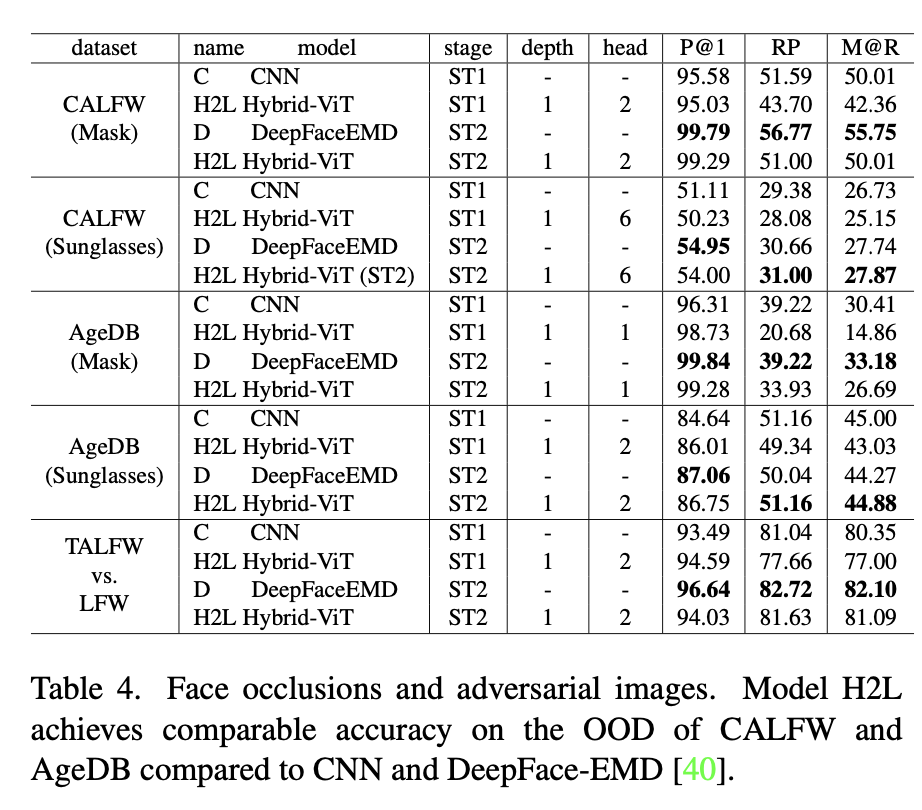 dataset name model stage depth head P@1 RP M@R
CALFW (Mask) C CNN ST1 - - 95.58 51.59 50.01
H2L Hybrid-ViT ST1 1 2 95.03 43.70 42.36
D DeepFaceEMD ST2 - - 99.79 56.77 55.75
H2L Hybrid-ViT ST2 1 2 99.29 51.00 50.01
CALFW (Sunglasses) C CNN ST1 - - 51.11 29.38 26.73
H2L Hybrid-ViT ST1 1 6 50.23 28.08 25.15
D DeepFaceEMD ST2 - - 54.95 30.66 27.74
H2L Hybrid-ViT (ST2) ST2 1 6 54.00 31.00 27.87
AgeDB (Mask) C CNN ST1 - - 96.31 39.22 30.41
H2L Hybrid-ViT ST1 1 1 98.73 20.68 14.86
D DeepFaceEMD ST2 - - 99.84 39.22 33.18
H2L Hybrid-ViT ST2 1 1 99.28 33.93 26.69
AgeDB (Sunglasses) C CNN ST1 - - 84.64 51.16 45.00
H2L Hybrid-ViT ST1 1 2 86.01 49.34 43.03
D DeepFaceEMD ST2 - - 87.06 50.04 44.27
H2L Hybrid-ViT ST2 1 2 86.75 51.16 44.88
TALFW vs. LFW C CNN ST1 - - 93.49 81.04 80.35
H2L Hybrid-ViT ST1 1 2 94.59 77.66 77.00
D DeepFaceEMD ST2 - - 96.64 82.72 82.10
H2L Hybrid-ViT ST2 1 2 94.03 81.63 81.09
Table 4. Face occlusions and adversarial images. Model H2L
achieves comparable accuracy on the OOD of CALFW and
AgeDB compared to CNN and DeepFace-EMD [40].